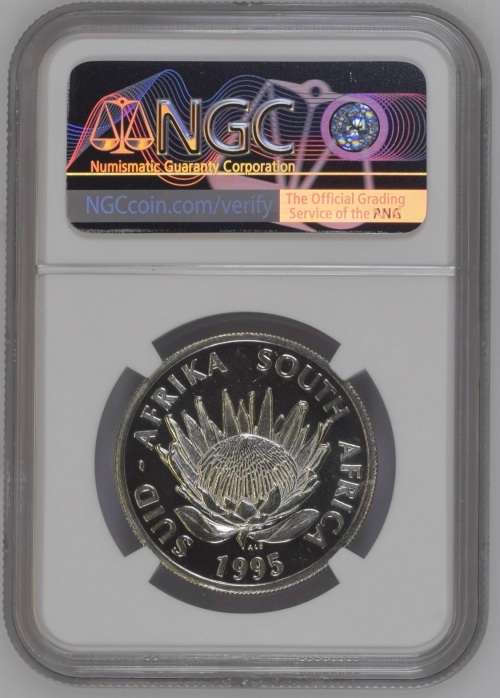 NGC
Numismatic Guaranty Corporation
NGCcoin.com/verify
The Official Grading
Service of the ANA
SUID-AFRIKA SOUTH AFRICA
ALS
1995